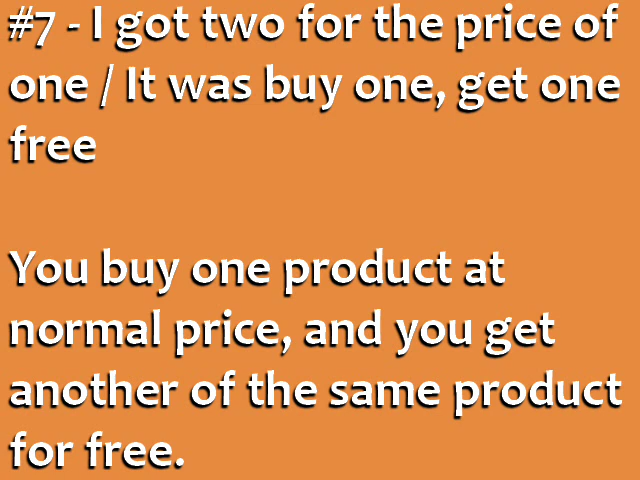 #7 - I got two for the price of
one / It was buy one, get one
free
You buy one product at
normal price, and you get
another of the same product
for free.